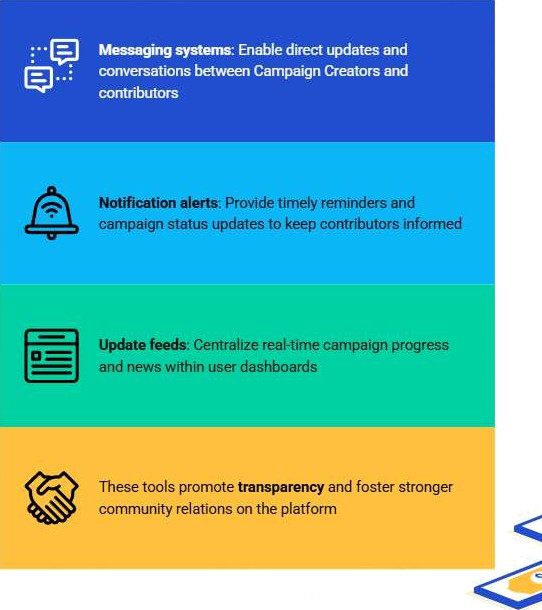 Messaging systems: Enable direct updates and
conversations between Campaign Creators and
contributors
Notification alerts: Provide timely reminders and
campaign status updates to keep contributors informed
Update feeds: Centralize real-time campaign progress
and news within user dashboards
These tools promote transparency and foster stronger
community relations on the platform